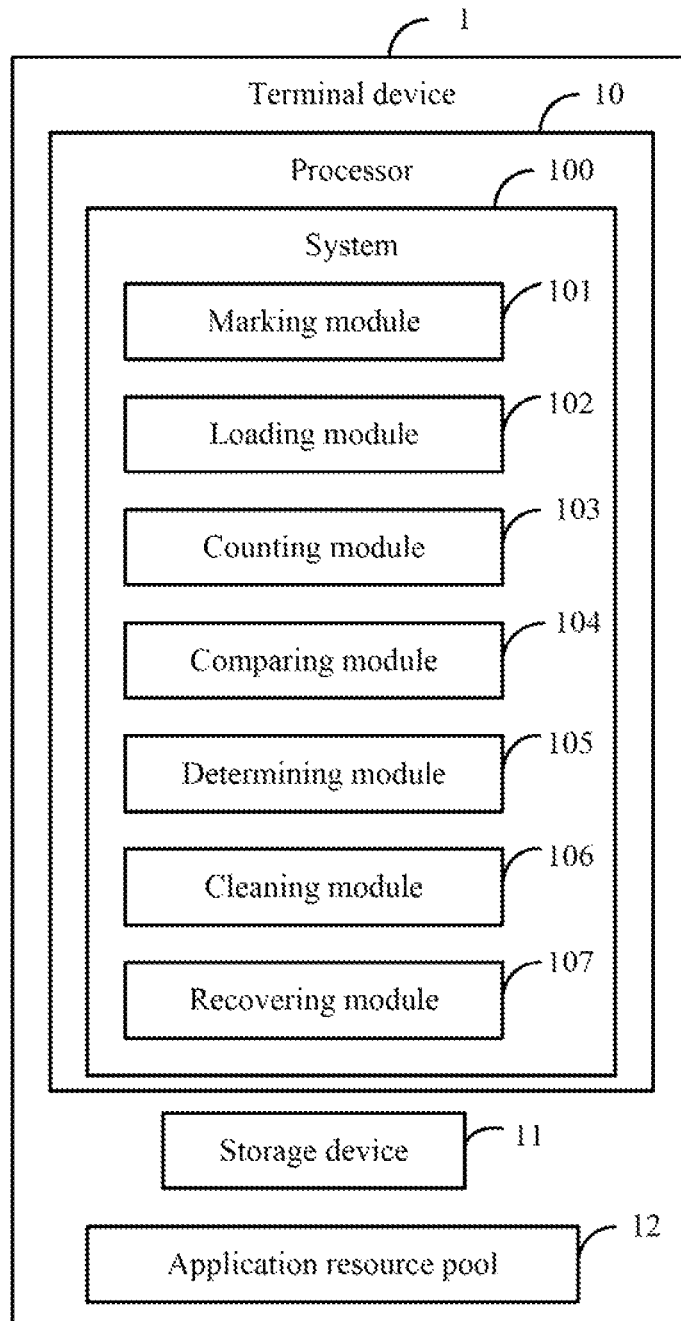 1
Terminal device
10
Processor
100
System
101
Marking module
102
Loading module
103
Counting module
104
Comparing module
105
Determining module
106
Cleaning module
107
Recovering module
11
Storage device
12
Application resource pool